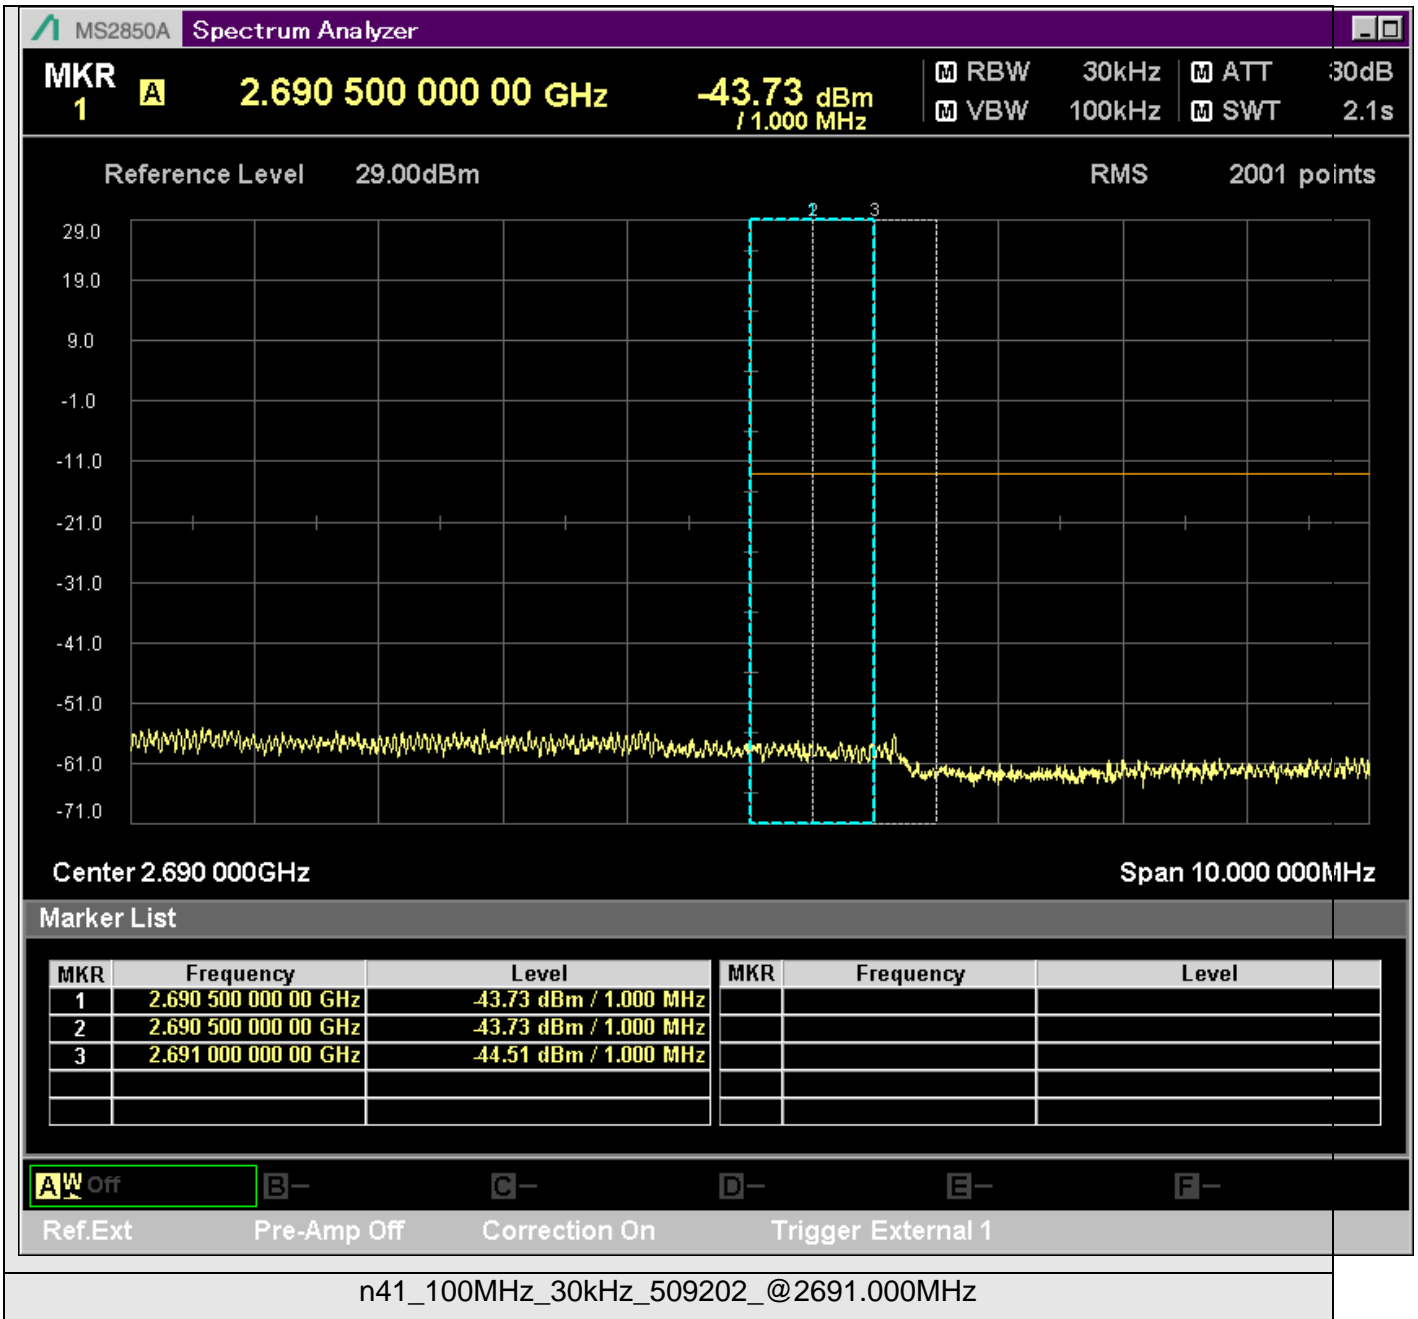 MS2850A Spectrum Analyzer
MKR 1 A 2.690 500 000 00 GHz -43.73 dBm / 1.000 MHz
M RBW 30kHz M ATT 30dB
M VBW 100kHz M SWT 2.1s
Reference Level 29.00dBm RMS 2001 points
2 3
29.0
19.0
9.0
-1.0
-11.0
-21.0
-31.0
-41.0
-51.0
-61.0
-71.0
Center 2.690 000GHz Span 10.000 000MHz
Marker List
MKR Frequency Level MKR Frequency Level
1 2.690 500 000 00 GHz -43.73 dBm / 1.000 MHz
2 2.690 500 000 00 GHz -43.73 dBm / 1.000 MHz
3 2.691 000 000 00 GHz -44.51 dBm / 1.000 MHz
A W Off B – C – D – E – F –
Ref.Ext Pre-Amp Off Correction On Trigger External 1
n41_100MHz_30kHz_509202_@2691.000MHz